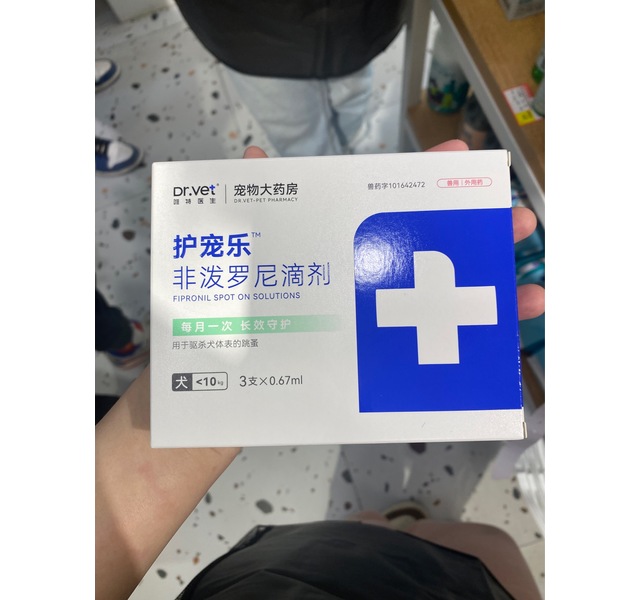 Dr.vet
唯特医生
宠物大药房
DR.VET-PET PHARMACY
兽药字101642472
兽用 外用药
护宠乐™
非泼罗尼滴剂
FIPRONIL SPOT ON SOLUTIONS
每月一次 长效守护
用于驱杀犬体表的跳蚤
犬 <10kg 3支×0.67ml